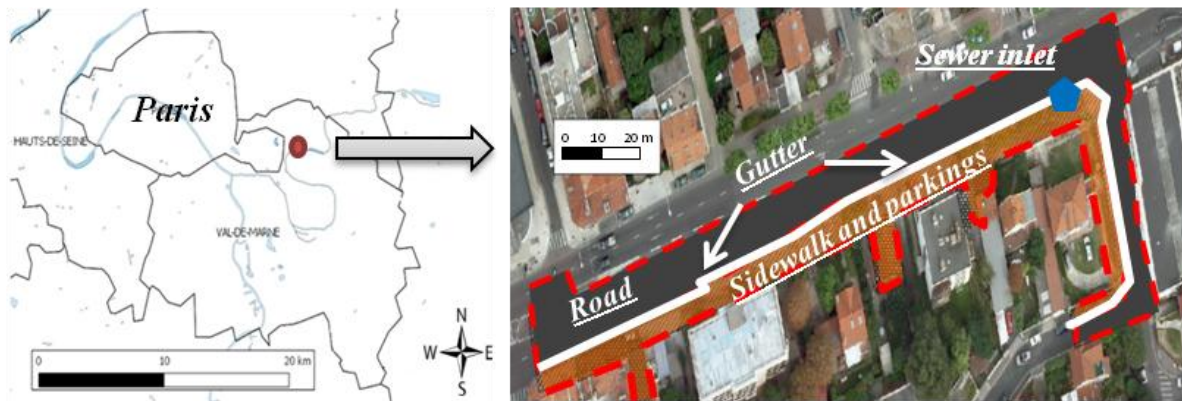 Paris
HAUTS-DE-SEINE
VAL-DE-MARNE
0 10 20 km
N
W E
S
Sewer inlet
0 10 20 m
Gutter
Sidewalk and parkings
Road